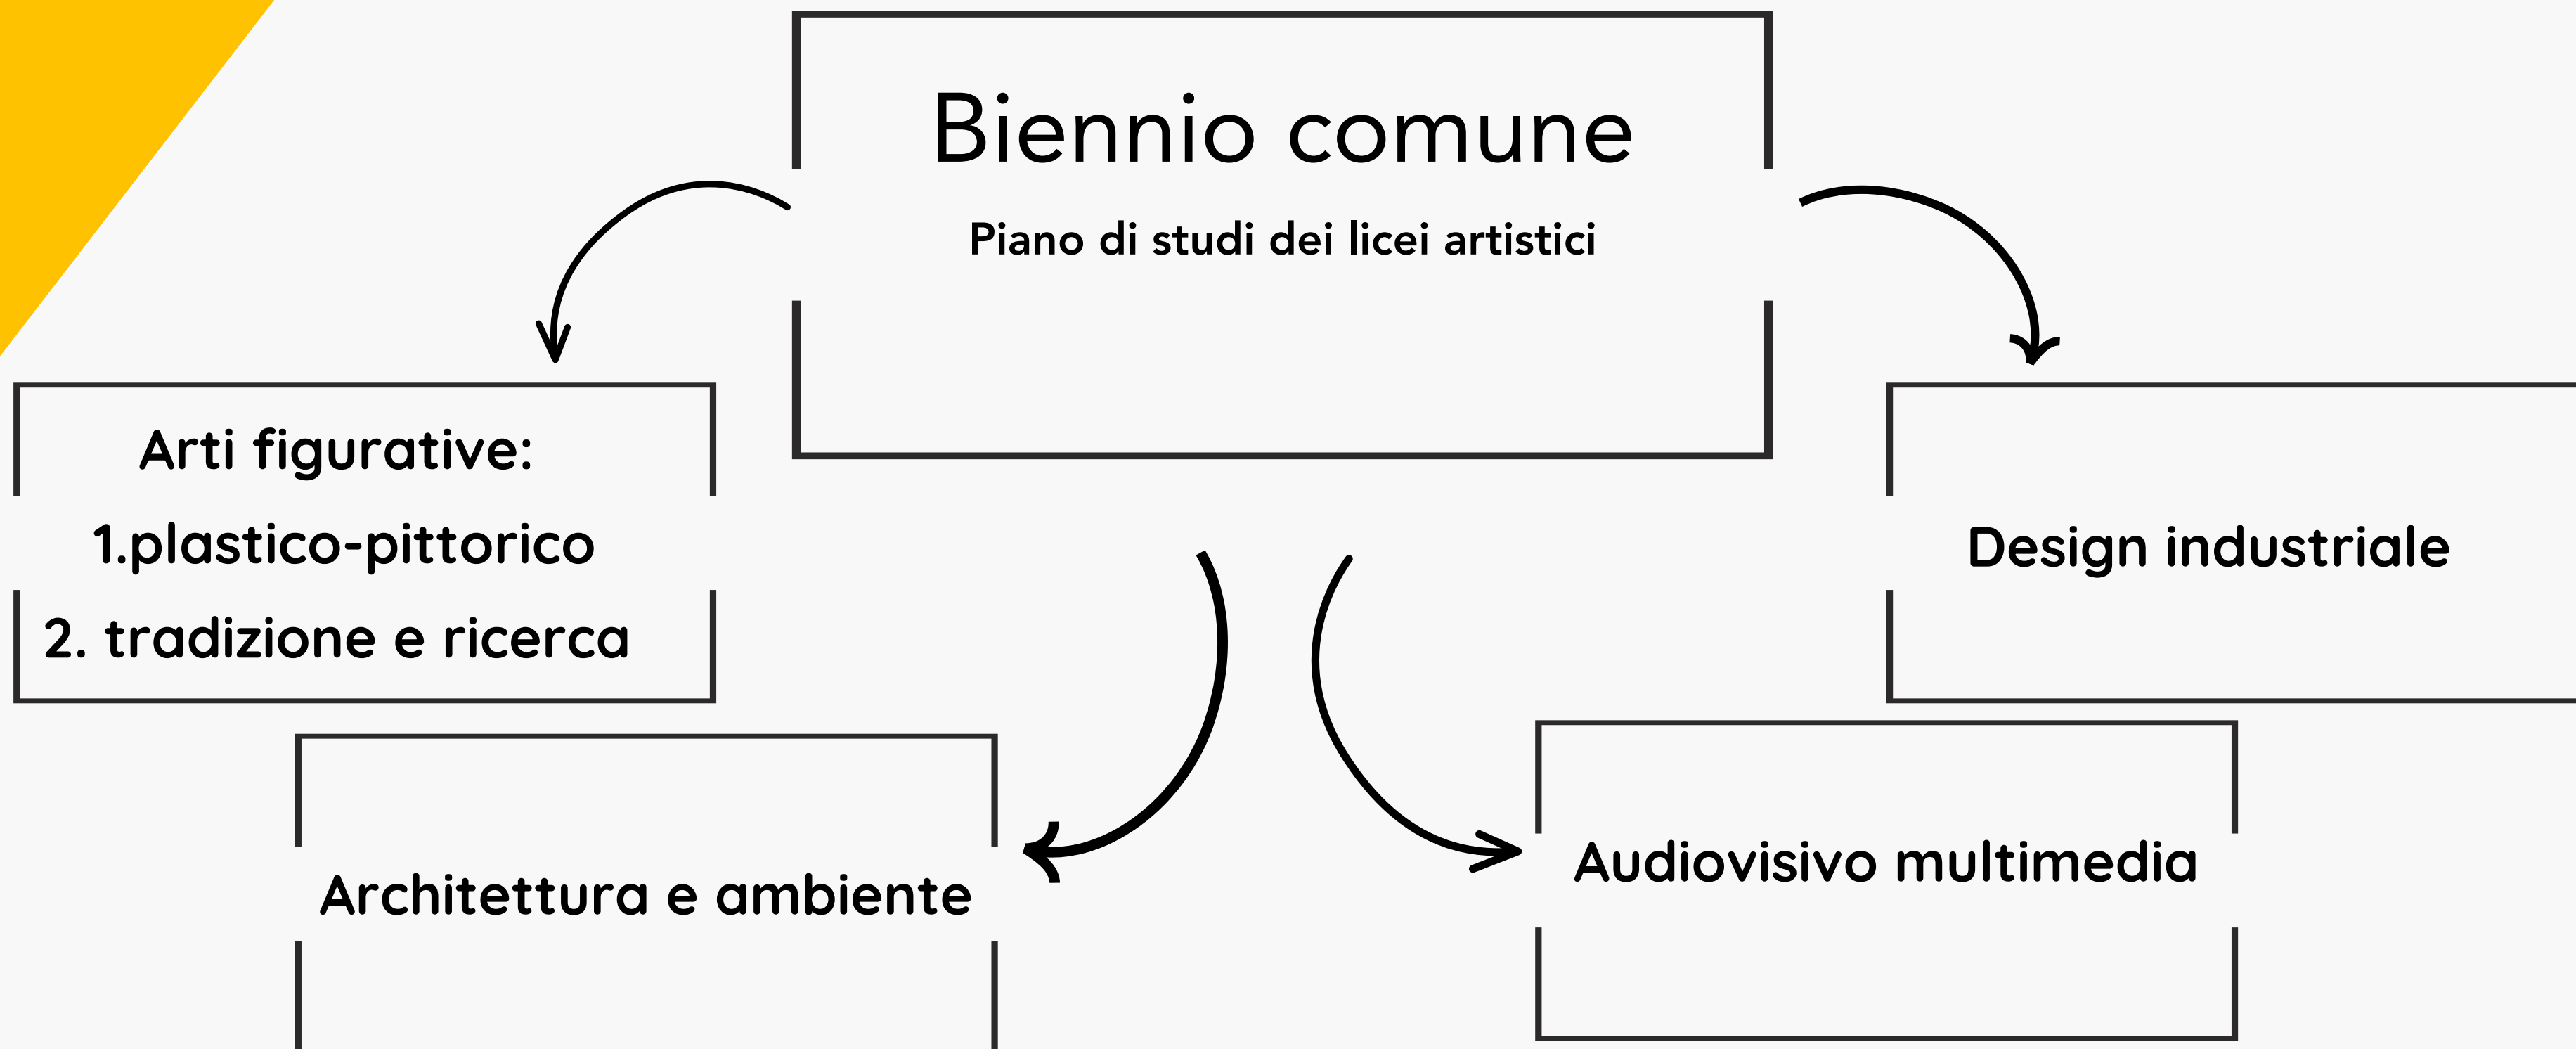 Biennio comune
Piano di studi dei licei artistici
Arti figurative:
1.plastico-pittorico
2. tradizione e ricerca
Design industriale
Architettura e ambiente
Audiovisivo multimedia